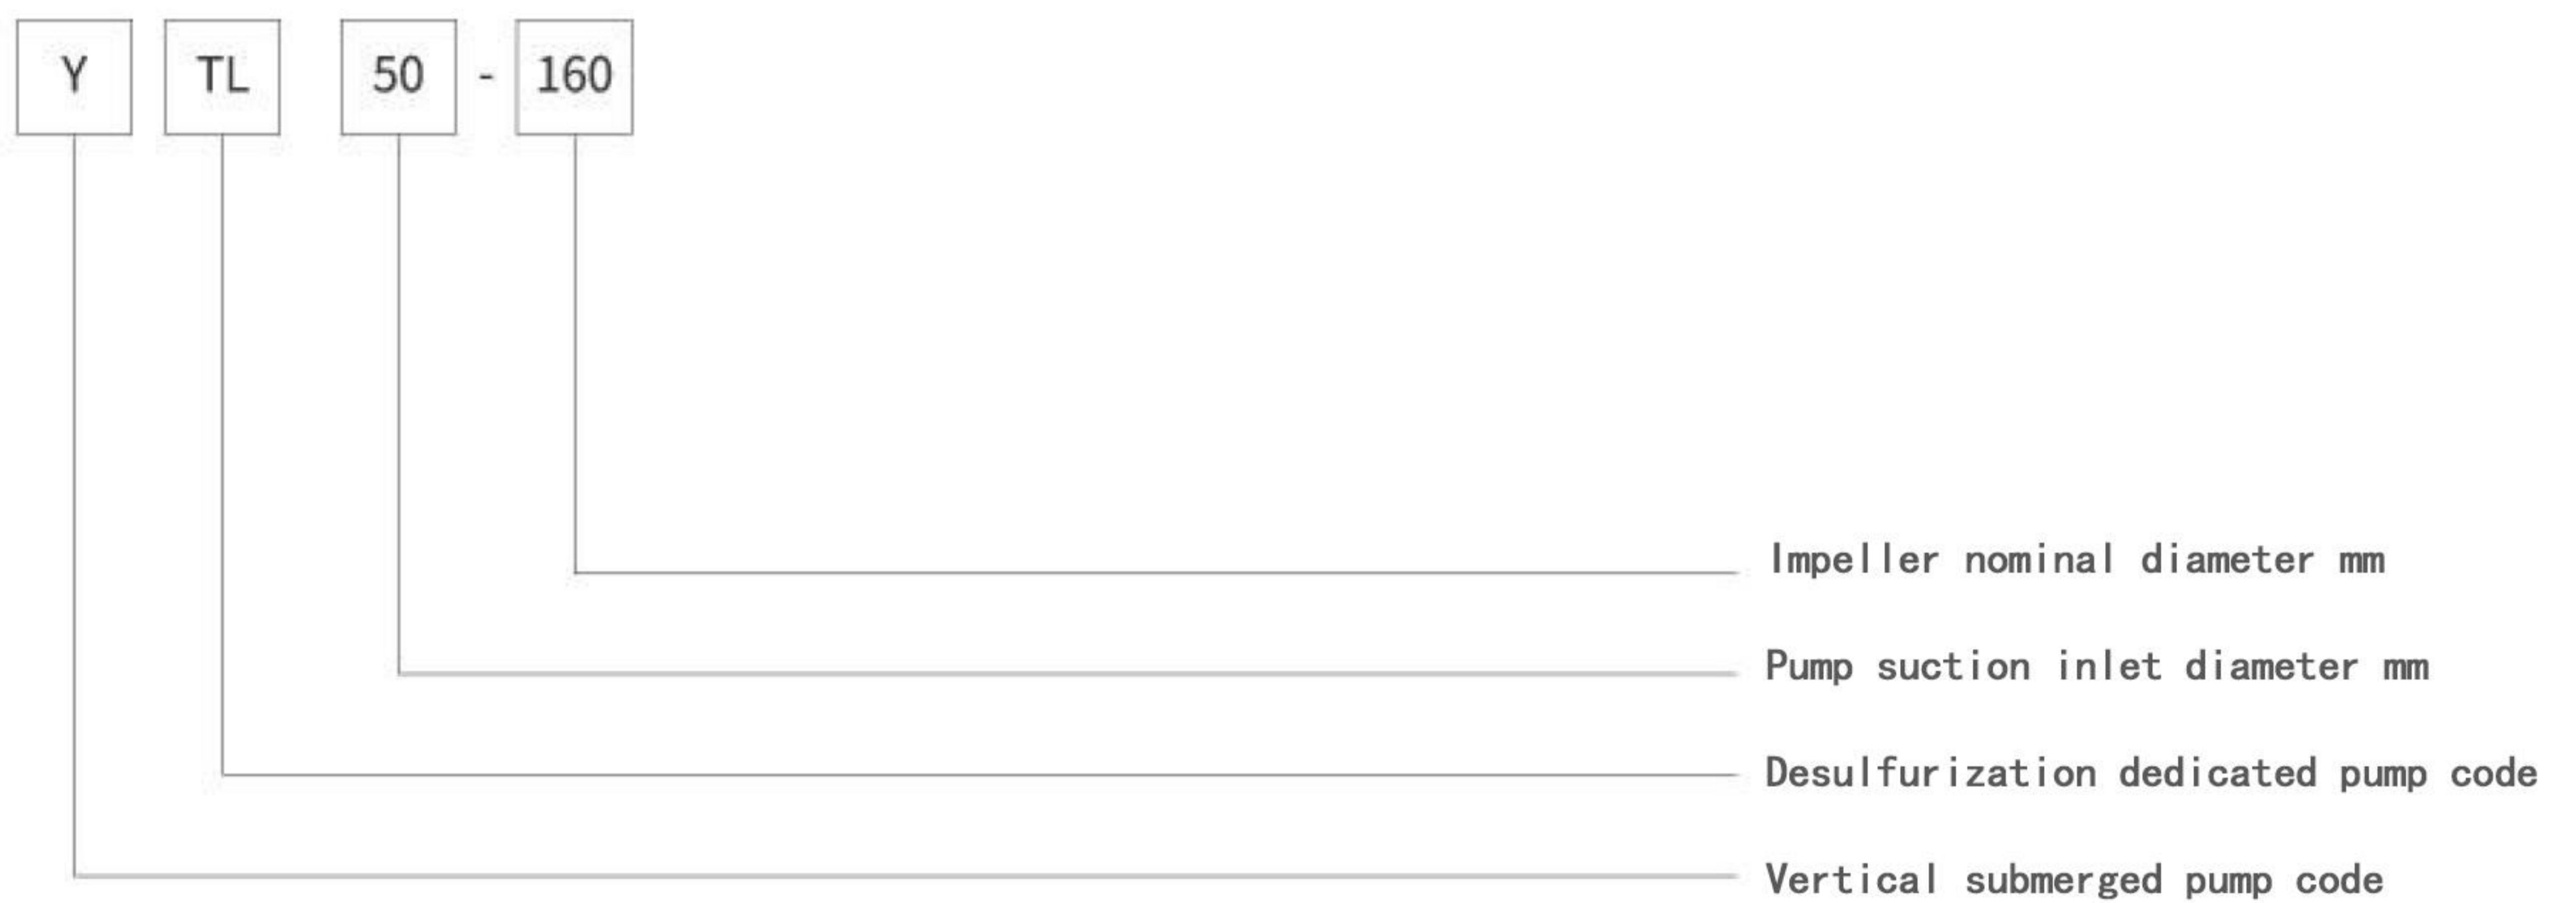 Y TL 50 - 160
Impeller nominal diameter mm
Pump suction inlet diameter mm
Desulfurization dedicated pump code
Vertical submerged pump code